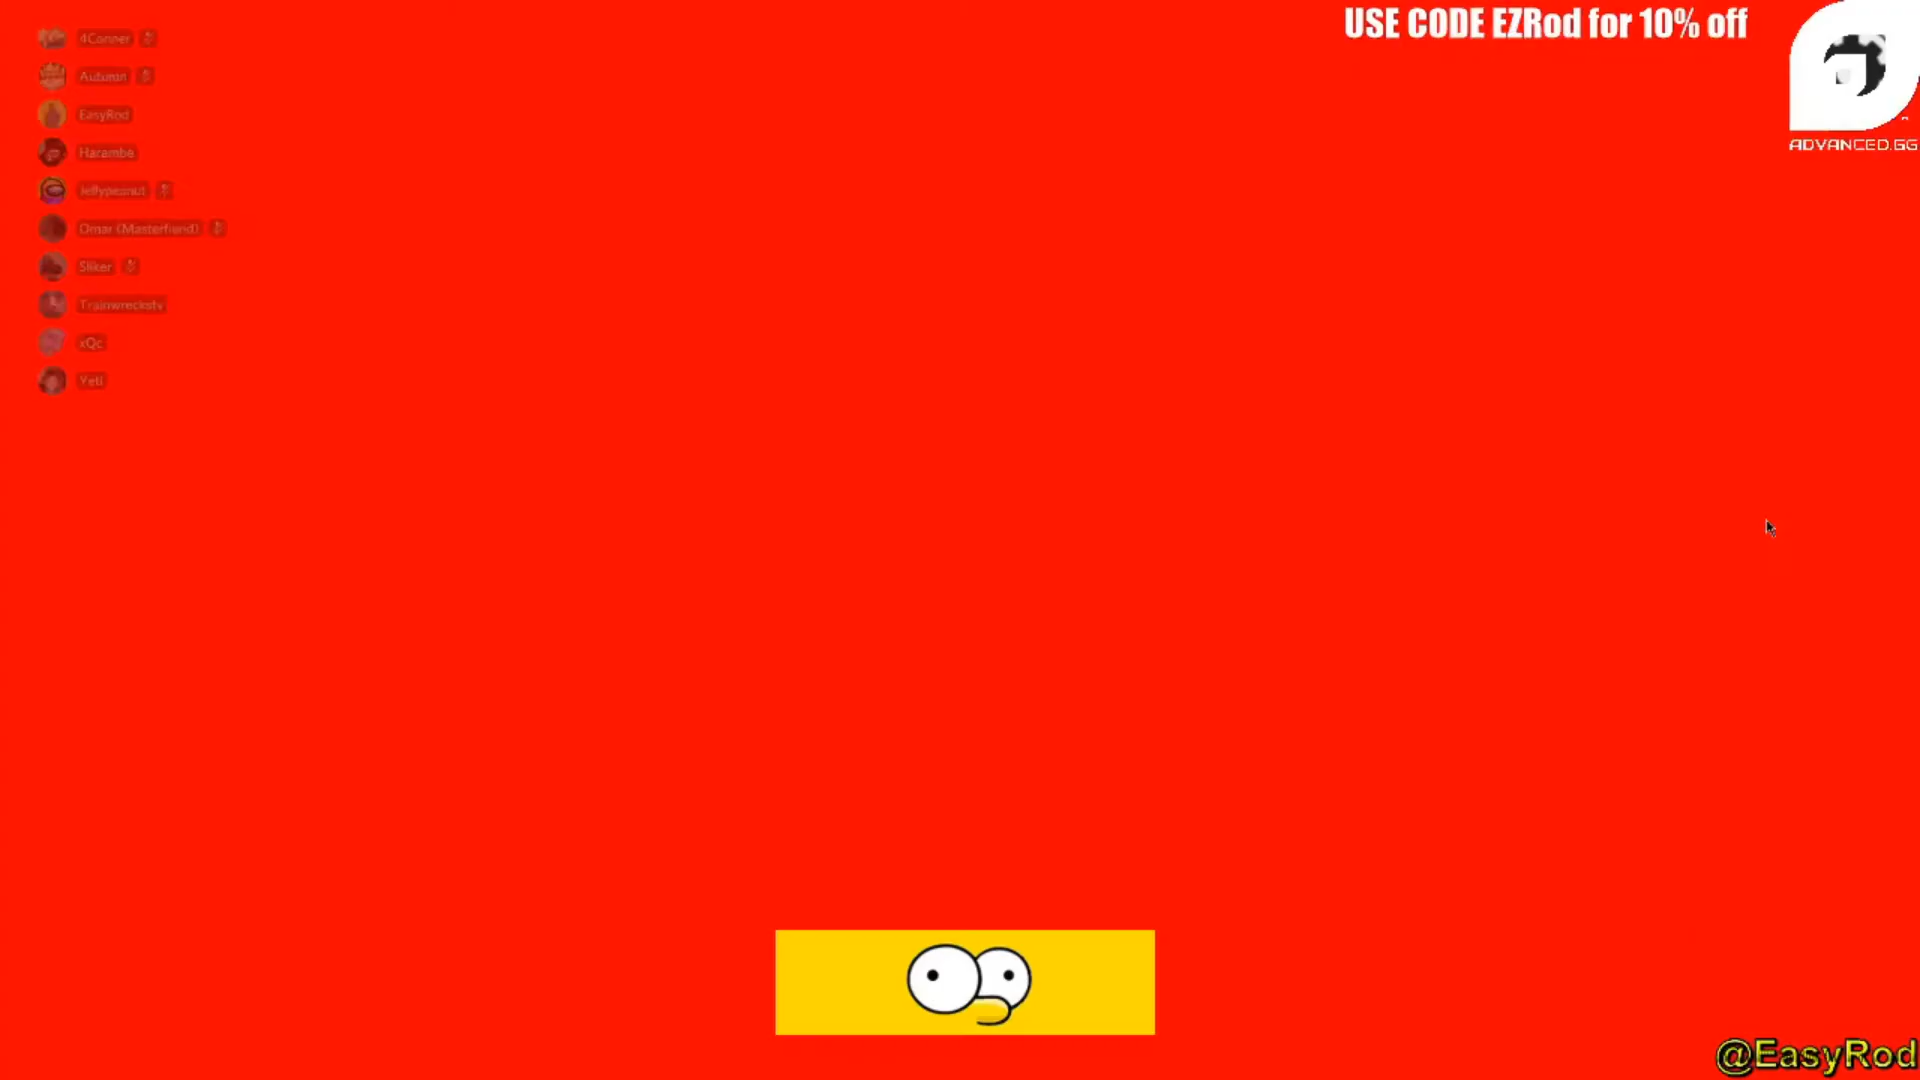 USE CODE EZRod for 10% off
ADVANCED.GG
4Conner
Autumn
EasyRod
Harambe
Jellypeanut
Omar (Masterfiend)
Sliker
Trainwreckstv
xQc
Yeti
@EasyRod